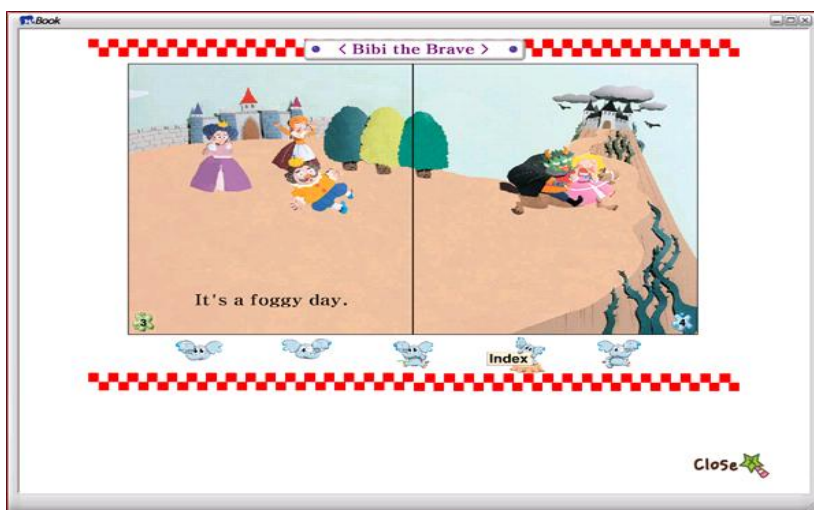 Book
< Bibi the Brave >
It's a foggy day.
3
4
Index
Close